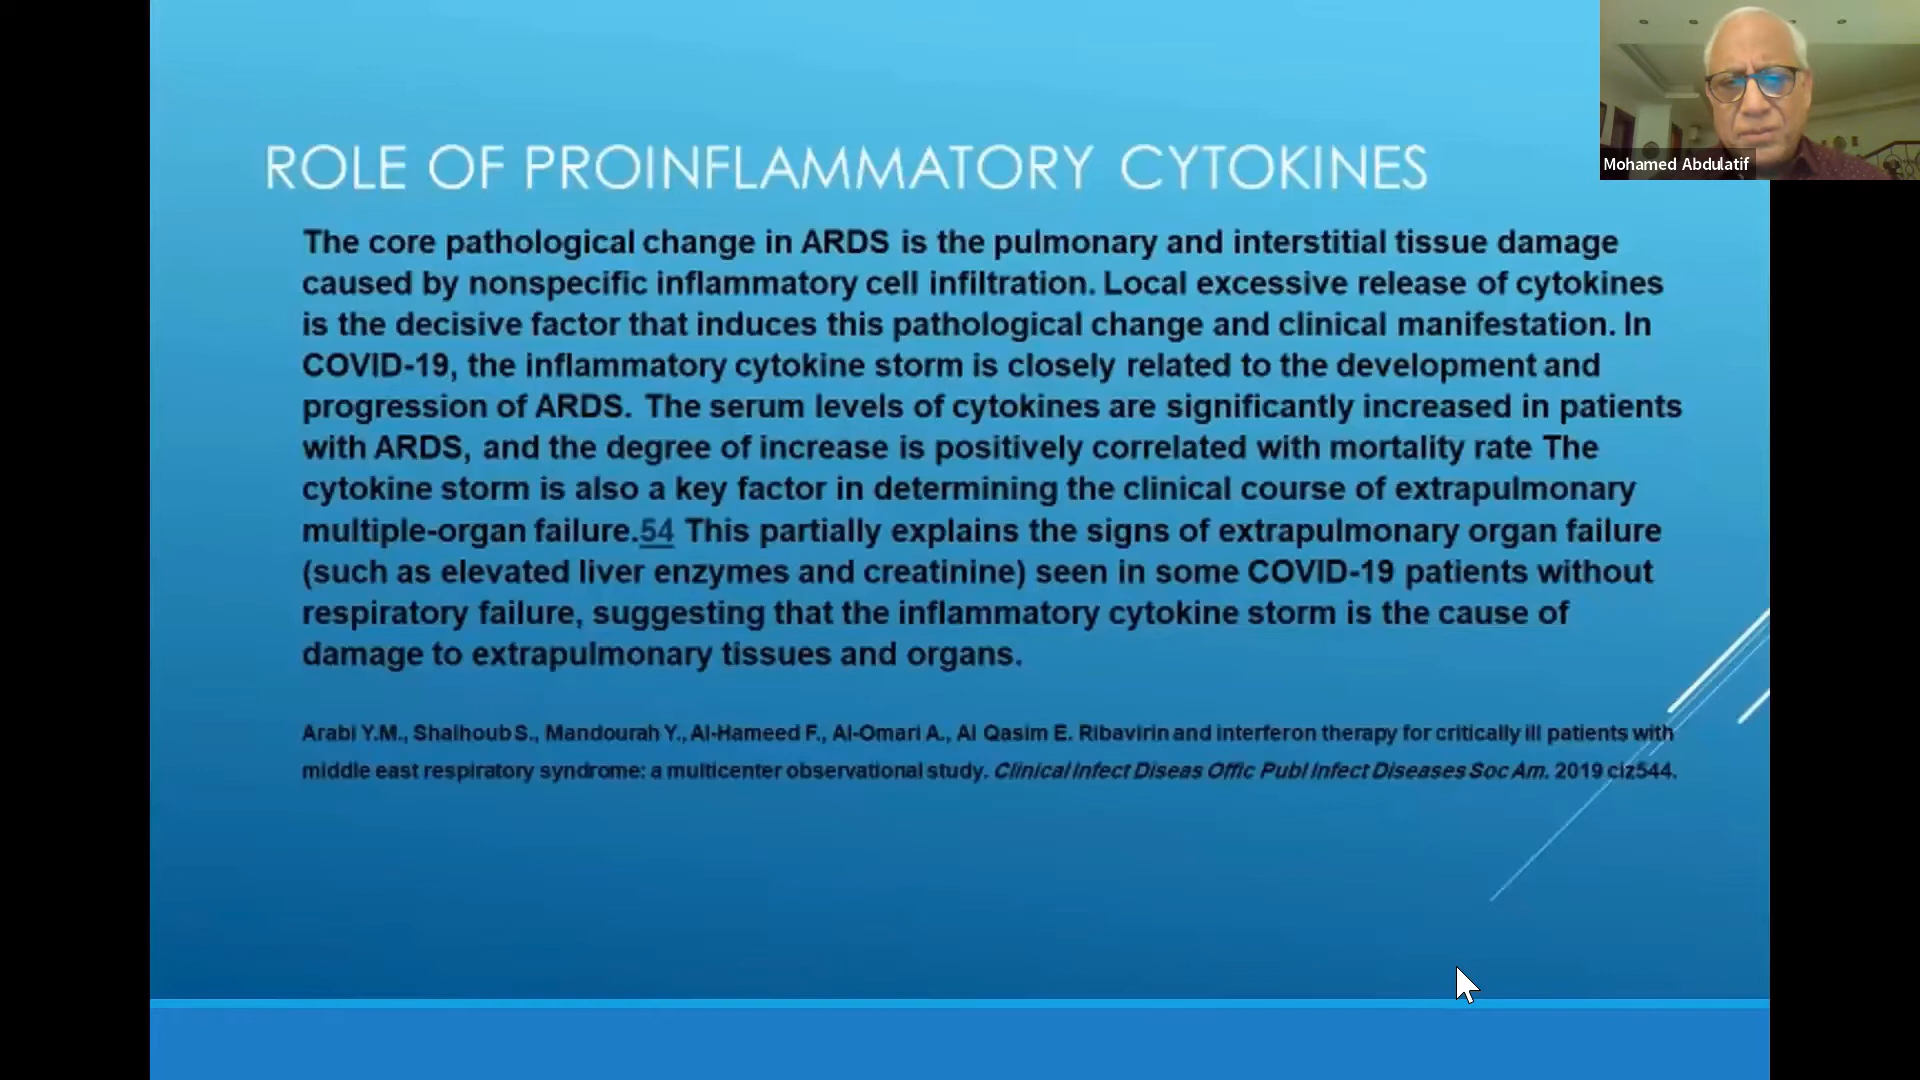 ROLE OF PROINFLAMMATORY CYTOKINES
The core pathological change in ARDS is the pulmonary and interstitial tissue damage
caused by nonspecific inflammatory cell infiltration. Local excessive release of cytokines
is the decisive factor that induces this pathological change and clinical manifestation. In
COVID-19, the inflammatory cytokine storm is closely related to the development and
progression of ARDS. The serum levels of cytokines are significantly increased in patients
with ARDS, and the degree of increase is positively correlated with mortality rate The
cytokine storm is also a key factor in determining the clinical course of extrapulmonary
multiple-organ failure.54 This partially explains the signs of extrapulmonary organ failure
(such as elevated liver enzymes and creatinine) seen in some COVID-19 patients without
respiratory failure, suggesting that the inflammatory cytokine storm is the cause of
damage to extrapulmonary tissues and organs.
Arabi Y.M., Shalhoub S., Mandourah Y., Al-Hameed F., Al-Omari A., Al Qasim E. Ribavirin and interferon therapy for critically ill patients with
middle east respiratory syndrome: a multicenter observational study. Clinical Infect Diseas Offic Publ Infect Diseases Soc Am. 2019 ciz544.
Mohamed Abdulatif